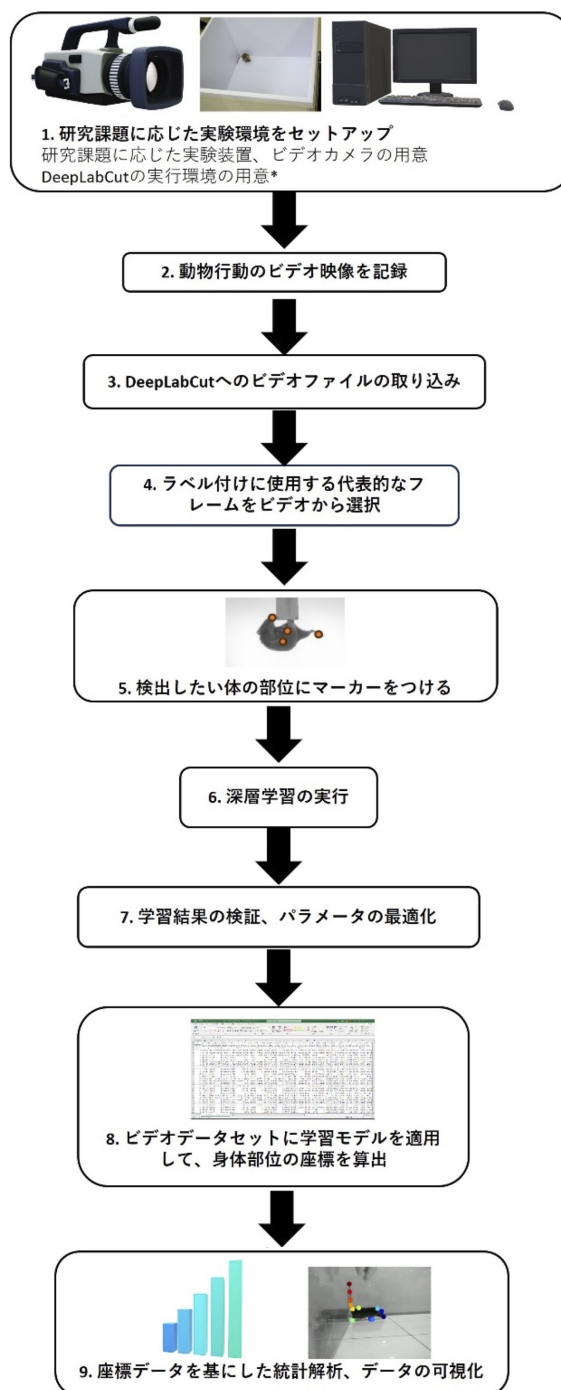 1. 研究課題に応じた実験環境をセットアップ
研究課題に応じた実験装置、ビデオカメラの用意
DeepLabCutの実行環境の用意*
2. 動物行動のビデオ映像を記録
3. DeepLabCutへのビデオファイルの取り込み
4. ラベル付けに使用する代表的なフ
レームをビデオから選択
5. 検出したい体の部位にマーカーをつける
6. 深層学習の実行
7. 学習結果の検証、パラメータの最適化
8. ビデオデータセットに学習モデルを適用
して、身体部位の座標を算出
9. 座標データを基にした統計解析、データの可視化